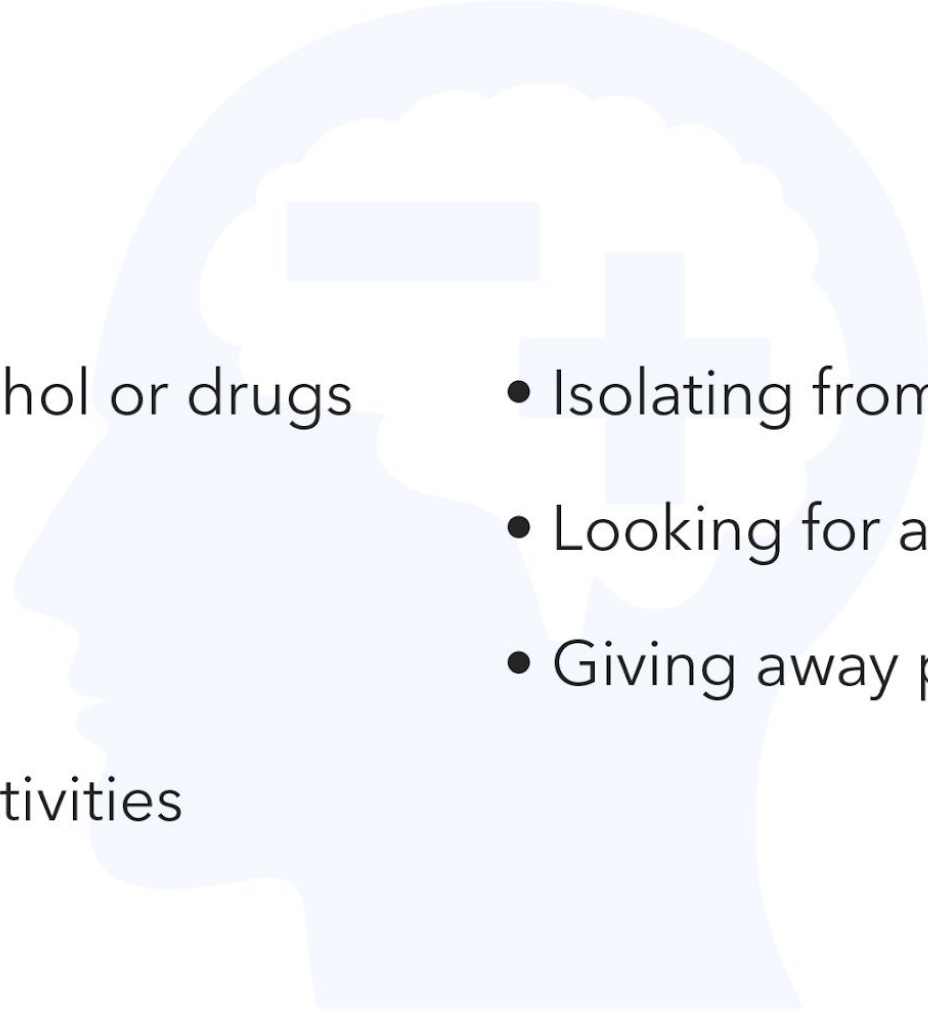 hol or drugs
• Isolating from
• Looking for a
• Giving away p
tivities